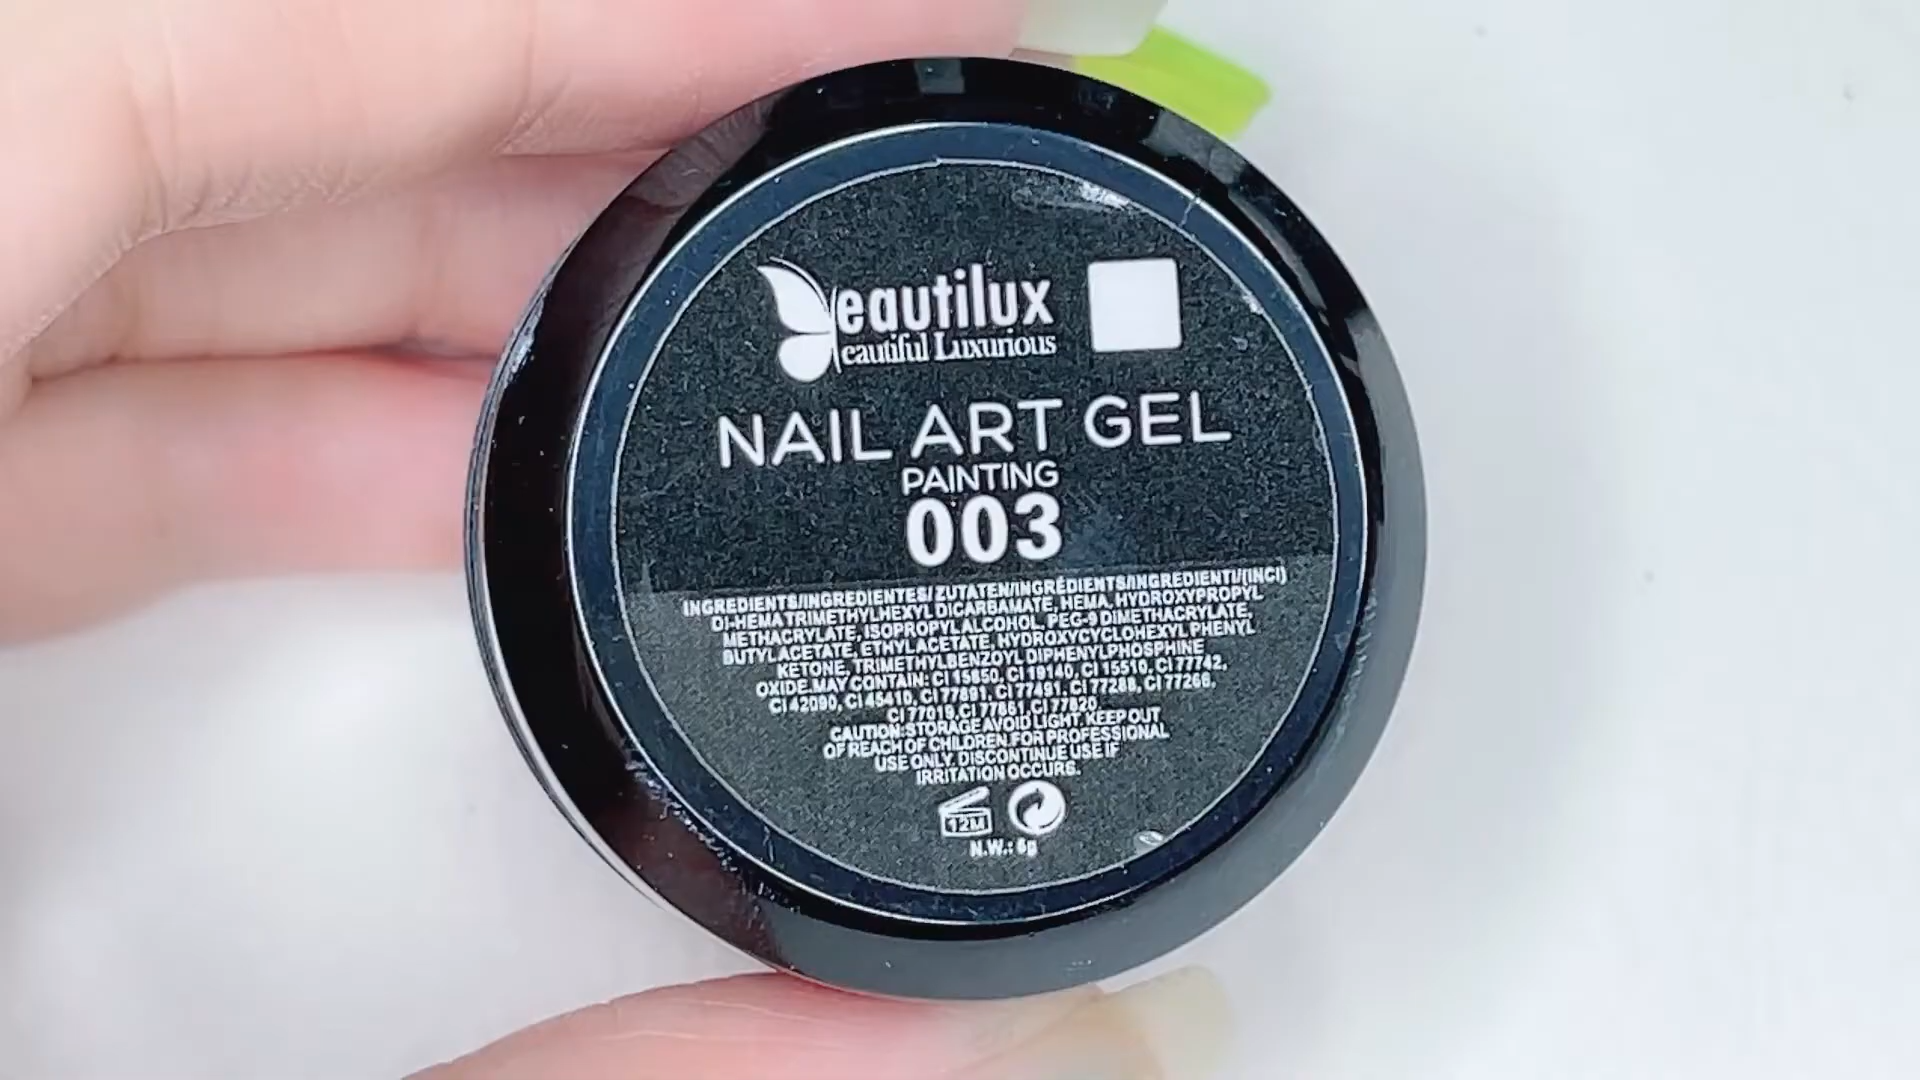 eautilux
eautiful Luxurious
NAIL ART GEL
PAINTING
003
INGREDIENTS/INGREDIENTES/ZUTATEN/INGRÉDIENTS/INGREDIENTI/(INCI)
DI-HEMA TRIMETHYLHEXYL DICARBAMATE, HEMA, HYDROXYPROPYL
METHACRYLATE, ISOPROPYL ALCOHOL, PEG-9 DIMETHACRYLATE,
BUTYL ACETATE, ETHYL ACETATE, HYDROXYCYCLOHEXYL PHENYL
KETONE, TRIMETHYLBENZOYL DIPHENYLPHOSPHINE
OXIDE.MAY CONTAIN: CI 15850, CI 19140, CI 15510, CI 77742,
CI 42090, CI 45410, CI 77891, CI 77491, CI 77288, CI 77266,
CI 77019,CI 77861,CI 77820
CAUTION:STORAGE AVOID LIGHT. KEEP OUT
OF REACH OF CHILDREN.FOR PROFESSIONAL
USE ONLY. DISCONTINUE USE IF
IRRITATION OCCURS.
12M
N.W.: